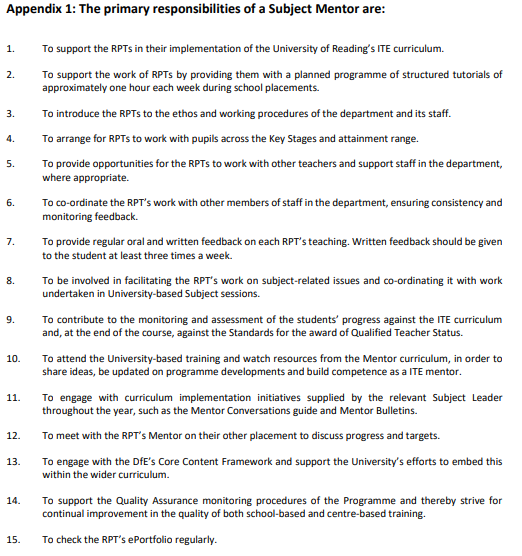 Appendix 1: The primary responsibilities of a Subject Mentor are:
1. To support the RPTs in their implementation of the University of Reading's ITE curriculum.
2. To support the work of RPTs by providing them with a planned programme of structured tutorials of
approximately one hour each week during school placements.
3. To introduce the RPTs to the ethos and working procedures of the department and its staff.
4. To arrange for RPTs to work with pupils across the Key Stages and attainment range.
5. To provide opportunities for the RPTs to work with other teachers and support staff in the department,
where appropriate.
6. To co-ordinate the RPT's work with other members of staff in the department, ensuring consistency and
monitoring feedback.
7. To provide regular oral and written feedback on each RPT's teaching. Written feedback should be given
to the student at least three times a week.
8. To be involved in facilitating the RPT's work on subject-related issues and co-ordinating it with work
undertaken in University-based Subject sessions.
9. To contribute to the monitoring and assessment of the students' progress against the ITE curriculum
and, at the end of the course, against the Standards for the award of Qualified Teacher Status.
10. To attend the University-based training and watch resources from the Mentor curriculum, in order to
share ideas, be updated on programme developments and build competence as a ITE mentor.
11. To engage with curriculum implementation initiatives supplied by the relevant Subject Leader
throughout the year, such as the Mentor Conversations guide and Mentor Bulletins.
12. To meet with the RPT's Mentor on their other placement to discuss progress and targets.
13. To engage with the DfE's Core Content Framework and support the University's efforts to embed this
within the wider curriculum.
14. To support the Quality Assurance monitoring procedures of the Programme and thereby strive for
continual improvement in the quality of both school-based and centre-based training.
15. To check the RPT's ePortfolio regularly.